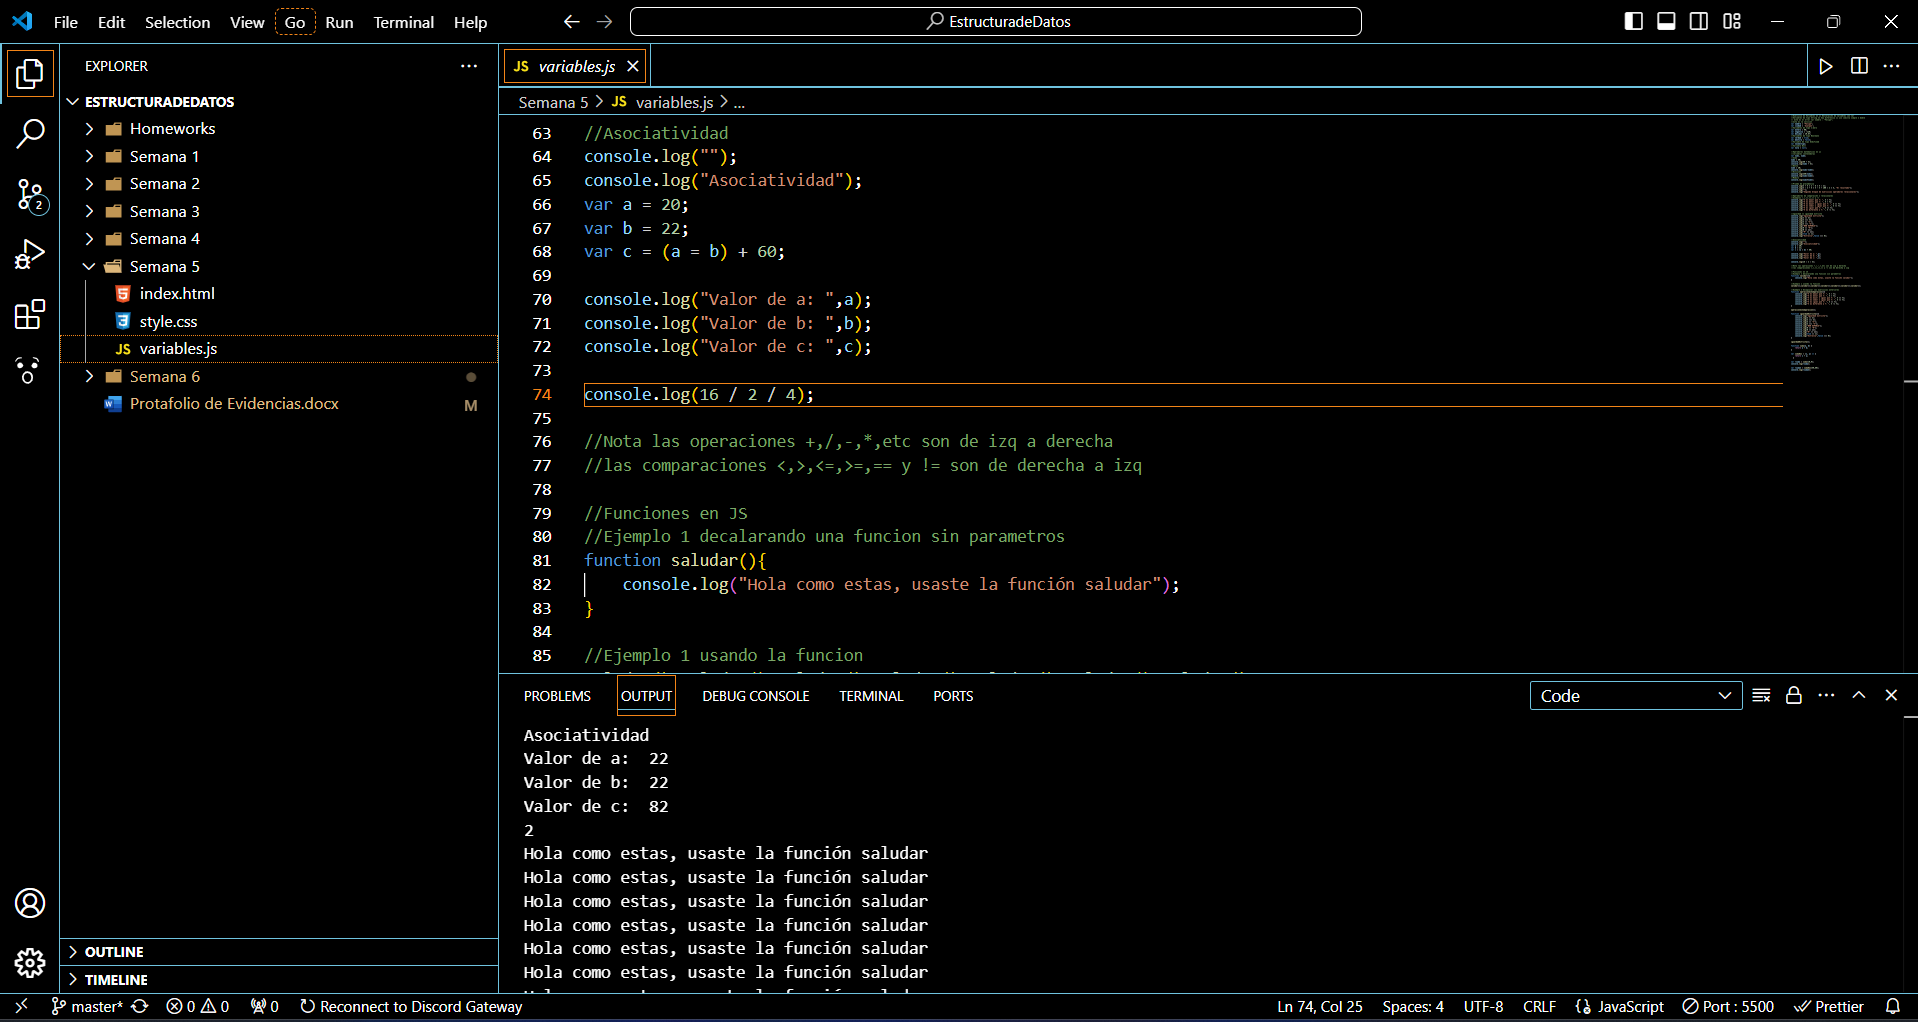 File Edit Selection View Go Run Terminal Help
EstructuradeDatos
EXPLORER
ESTRUCTURADEDATOS
Homeworks
Semana 1
Semana 2
Semana 3
Semana 4
Semana 5
index.html
style.css
JS variables.js
Semana 6
Protafolio de Evidencias.docx M
2
OUTLINE
TIMELINE
JS variables.js
Semana 5 > JS variables.js > ...
63 //Asociatividad
64 console.log("");
65 console.log("Asociatividad");
66 var a = 20;
67 var b = 22;
68 var c = (a = b) + 60;
69
70 console.log("Valor de a: ",a);
71 console.log("Valor de b: ",b);
72 console.log("Valor de c: ",c);
73
74 console.log(16 / 2 / 4);
75
76 //Nota las operaciones +,/,-,*,etc son de izq a derecha
77 //las comparaciones <,>,<=,>=,== y != son de derecha a izq
78
79 //Funciones en JS
80 //Ejemplo 1 decalarando una funcion sin parametros
81 function saludar(){
82 console.log("Hola como estas, usaste la función saludar");
83 }
84
85 //Ejemplo 1 usando la funcion
PROBLEMS OUTPUT DEBUG CONSOLE TERMINAL PORTS
Code
Asociatividad
Valor de a:  22
Valor de b:  22
Valor de c:  82
2
Hola como estas, usaste la función saludar
Hola como estas, usaste la función saludar
Hola como estas, usaste la función saludar
Hola como estas, usaste la función saludar
Hola como estas, usaste la función saludar
Hola como estas, usaste la función saludar
master* 0 0 0 Reconnect to Discord Gateway
Ln 74, Col 25 Spaces: 4 UTF-8 CRLF {} JavaScript Port : 5500 Prettier